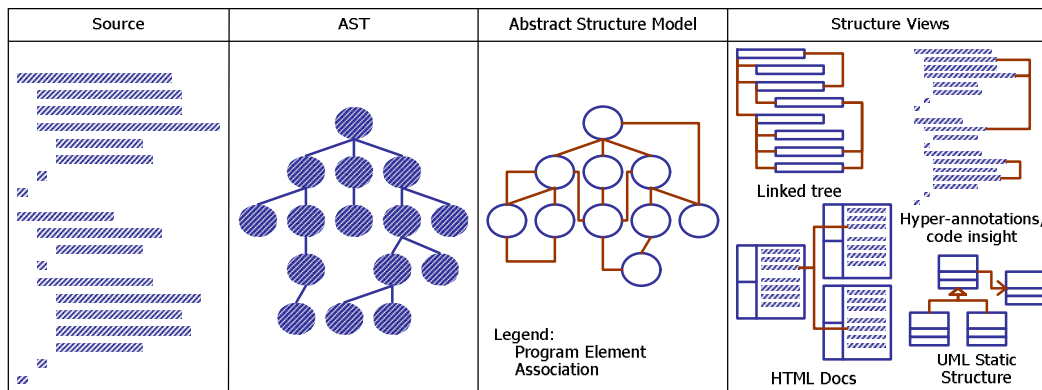 Source
AST
Abstract Structure Model
Structure Views
Linked tree
Hyper-annotations,
code insight
Legend:
Program Element
Association
HTML Docs
UML Static
Structure